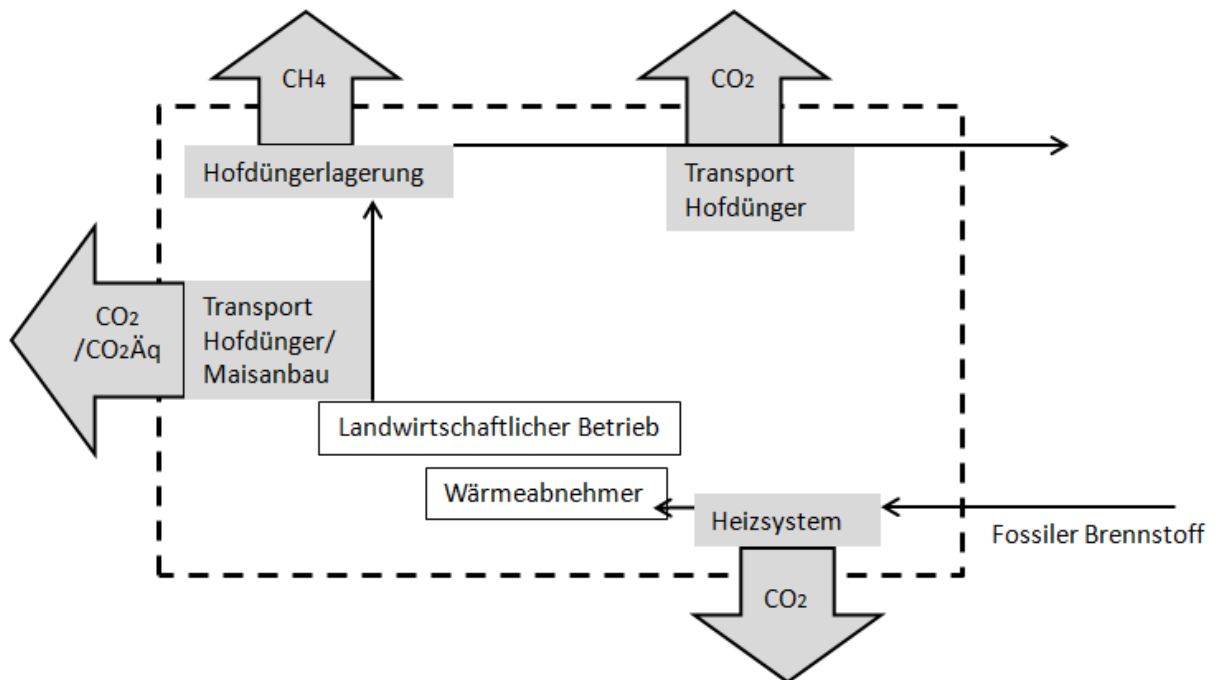 CH4
CO2
Hofdüngerlagerung
Transport
Hofdünger
CO2
/CO2Äq
Transport
Hofdünger/
Maisanbau
Landwirtschaftlicher Betrieb
Wärmeabnehmer
Heizsystem
Fossiler Brennstoff
CO2